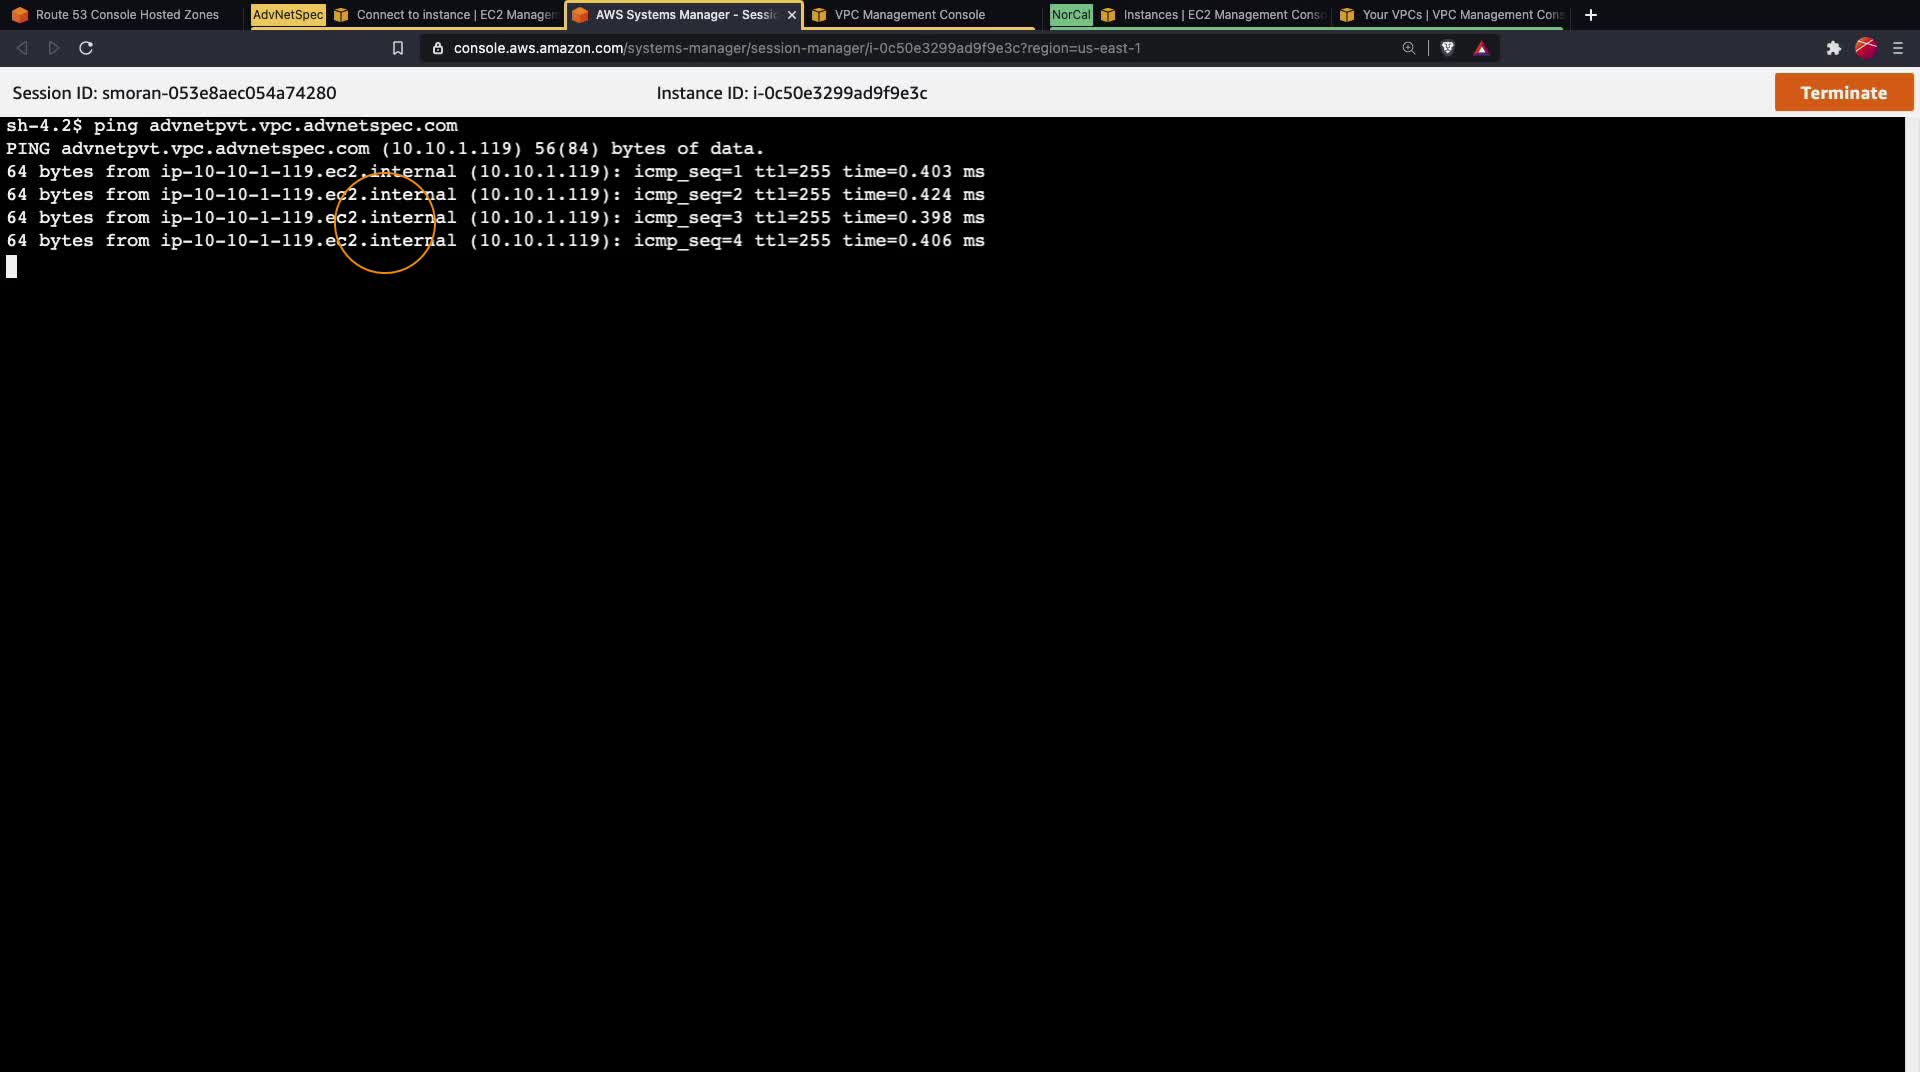 Route 53 Console Hosted Zones
AdvNetSpec
Connect to instance | EC2 Managem
AWS Systems Manager - Sessi
VPC Management Console
NorCal
Instances | EC2 Management Conso
Your VPCs | VPC Management Cons
console.aws.amazon.com/systems-manager/session-manager/i-0c50e3299ad9f9e3c?region=us-east-1
Session ID: smoran-053e8aec054a74280
Instance ID: i-0c50e3299ad9f9e3c
Terminate
sh-4.2$ ping advnetpvt.vpc.advnetspec.com
PING advnetpvt.vpc.advnetspec.com (10.10.1.119) 56(84) bytes of data.
64 bytes from ip-10-10-1-119.ec2.internal (10.10.1.119): icmp_seq=1 ttl=255 time=0.403 ms
64 bytes from ip-10-10-1-119.ec2.internal (10.10.1.119): icmp_seq=2 ttl=255 time=0.424 ms
64 bytes from ip-10-10-1-119.ec2.internal (10.10.1.119): icmp_seq=3 ttl=255 time=0.398 ms
64 bytes from ip-10-10-1-119.ec2.internal (10.10.1.119): icmp_seq=4 ttl=255 time=0.406 ms